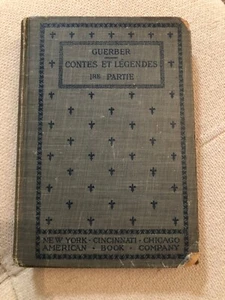 GUERBER
CONTES ET LÉGENDES
1RE PARTIE
NEW YORK · CINCINNATI · CHICAGO
AMERICAN · BOOK · COMPANY